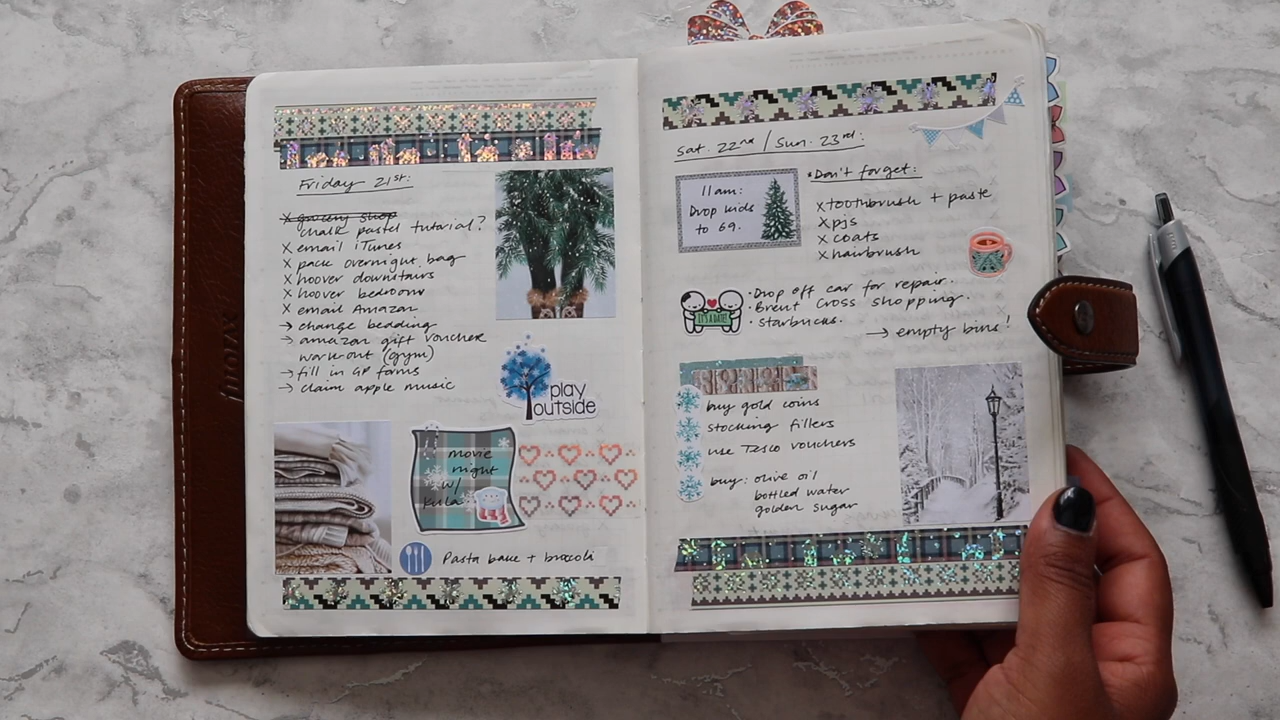 filofax
Friday 21st:
x grocery shop
chalk pastel tutorial?
x email iTunes
x pack overnight bag
x hoover downstairs
x hoover bedroom
x email Amazon
→ change bedding
→ amazon gift voucher
work-out (gym)
→ fill in GP forms
→ claim apple music
play
outside
movie
night
w/
Kula
Pasta bake + brocoli
Sat. 22nd / Sun. 23rd:
11am:
Drop kids
to 69.
•Don't forget:
x toothbrush + paste
x pjs
x coats
x hairbrush
IT'S A DATE!
• Drop off car for repair.
• Brent Cross shopping.
• Starbucks.
→ empty bins!
buy gold coins
stocking fillers
use Tesco vouchers
buy: olive oil
bottled water
golden sugar